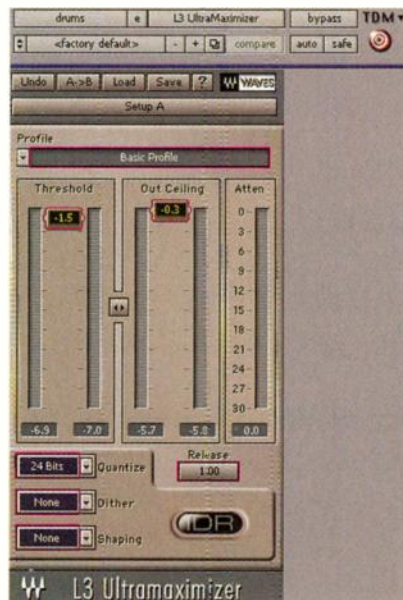 drums e L3 UltraMaximizer bypass TDM
<factory default> - + compare auto safe
Undo A->B Load Save ? WAVES
Setup A
Profile
Basic Profile
Threshold Out Ceiling Atten
-1.5 -0.3
0-
3-
6-
9-
12-
15-
18-
21-
24-
27-
30-
-6.9 -7.0 -5.7 -5.8 0.0
24 Bits Quantize Release
1.00
None Dither
IDR
None Shaping
L3 Ultramaximizer